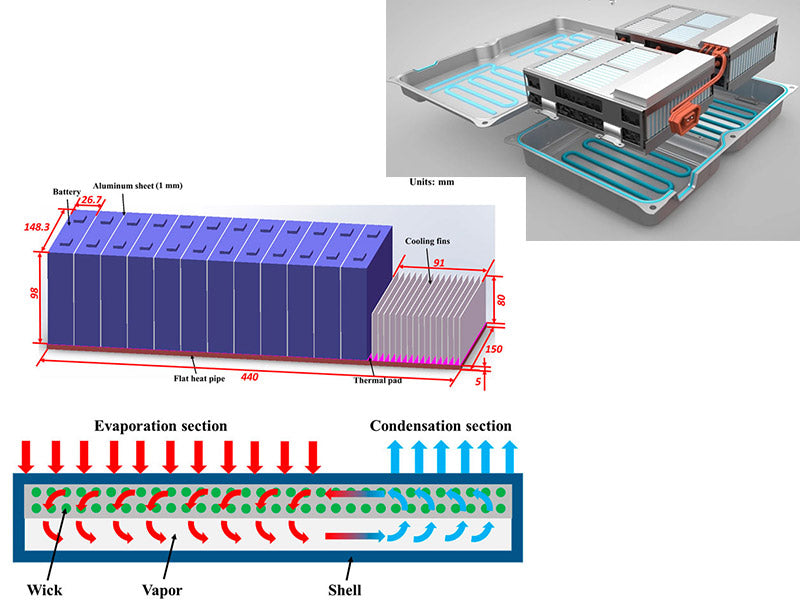 Units: mm
Battery
Aluminum sheet (1 mm)
26.7
148.3
98
Cooling fins
91
80
150
5
Flat heat pipe
440
Thermal pad
Evaporation section
Condensation section
Wick
Vapor
Shell